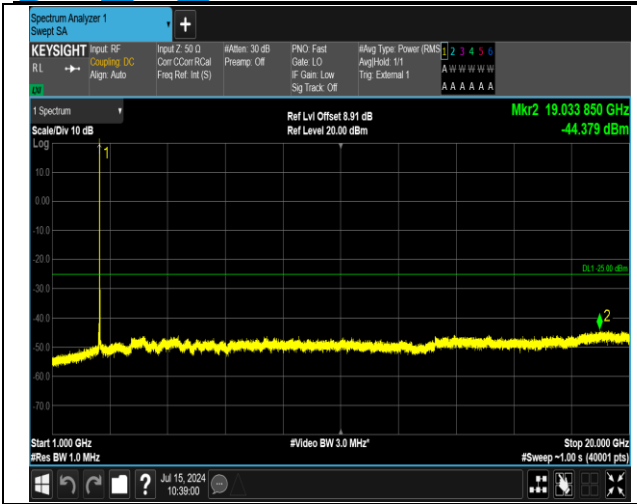 Spectrum Analyzer 1
Swept SA
+
KEYSIGHT
RL
Input: RF
Coupling: DC
Align: Auto
Input Z: 50 Ω
Corr CCorr RCal
Freq Ref: Int (S)
#Atten: 30 dB
Preamp: Off
PNO: Fast
Gate: LO
IF Gain: Low
Sig Track: Off
#Avg Type: Power (RMS
Avg|Hold: 1/1
Trig: External 1
1 2 3 4 5 6
A W W W W W
A A A A A A
1 Spectrum
Scale/Div 10 dB
Log
Ref Lvl Offset 8.91 dB
Ref Level 20.00 dBm
Mkr2 19.033 850 GHz
-44.379 dBm
1
10.0
0.00
-10.0
-20.0
DL1 -25.00 dBm
-30.0
2
-40.0
-50.0
-60.0
-70.0
Start 1.000 GHz
#Res BW 1.0 MHz
#Video BW 3.0 MHz*
Stop 20.000 GHz
#Sweep ~1.00 s (40001 pts)
?
Jul 15, 2024
10:39:00